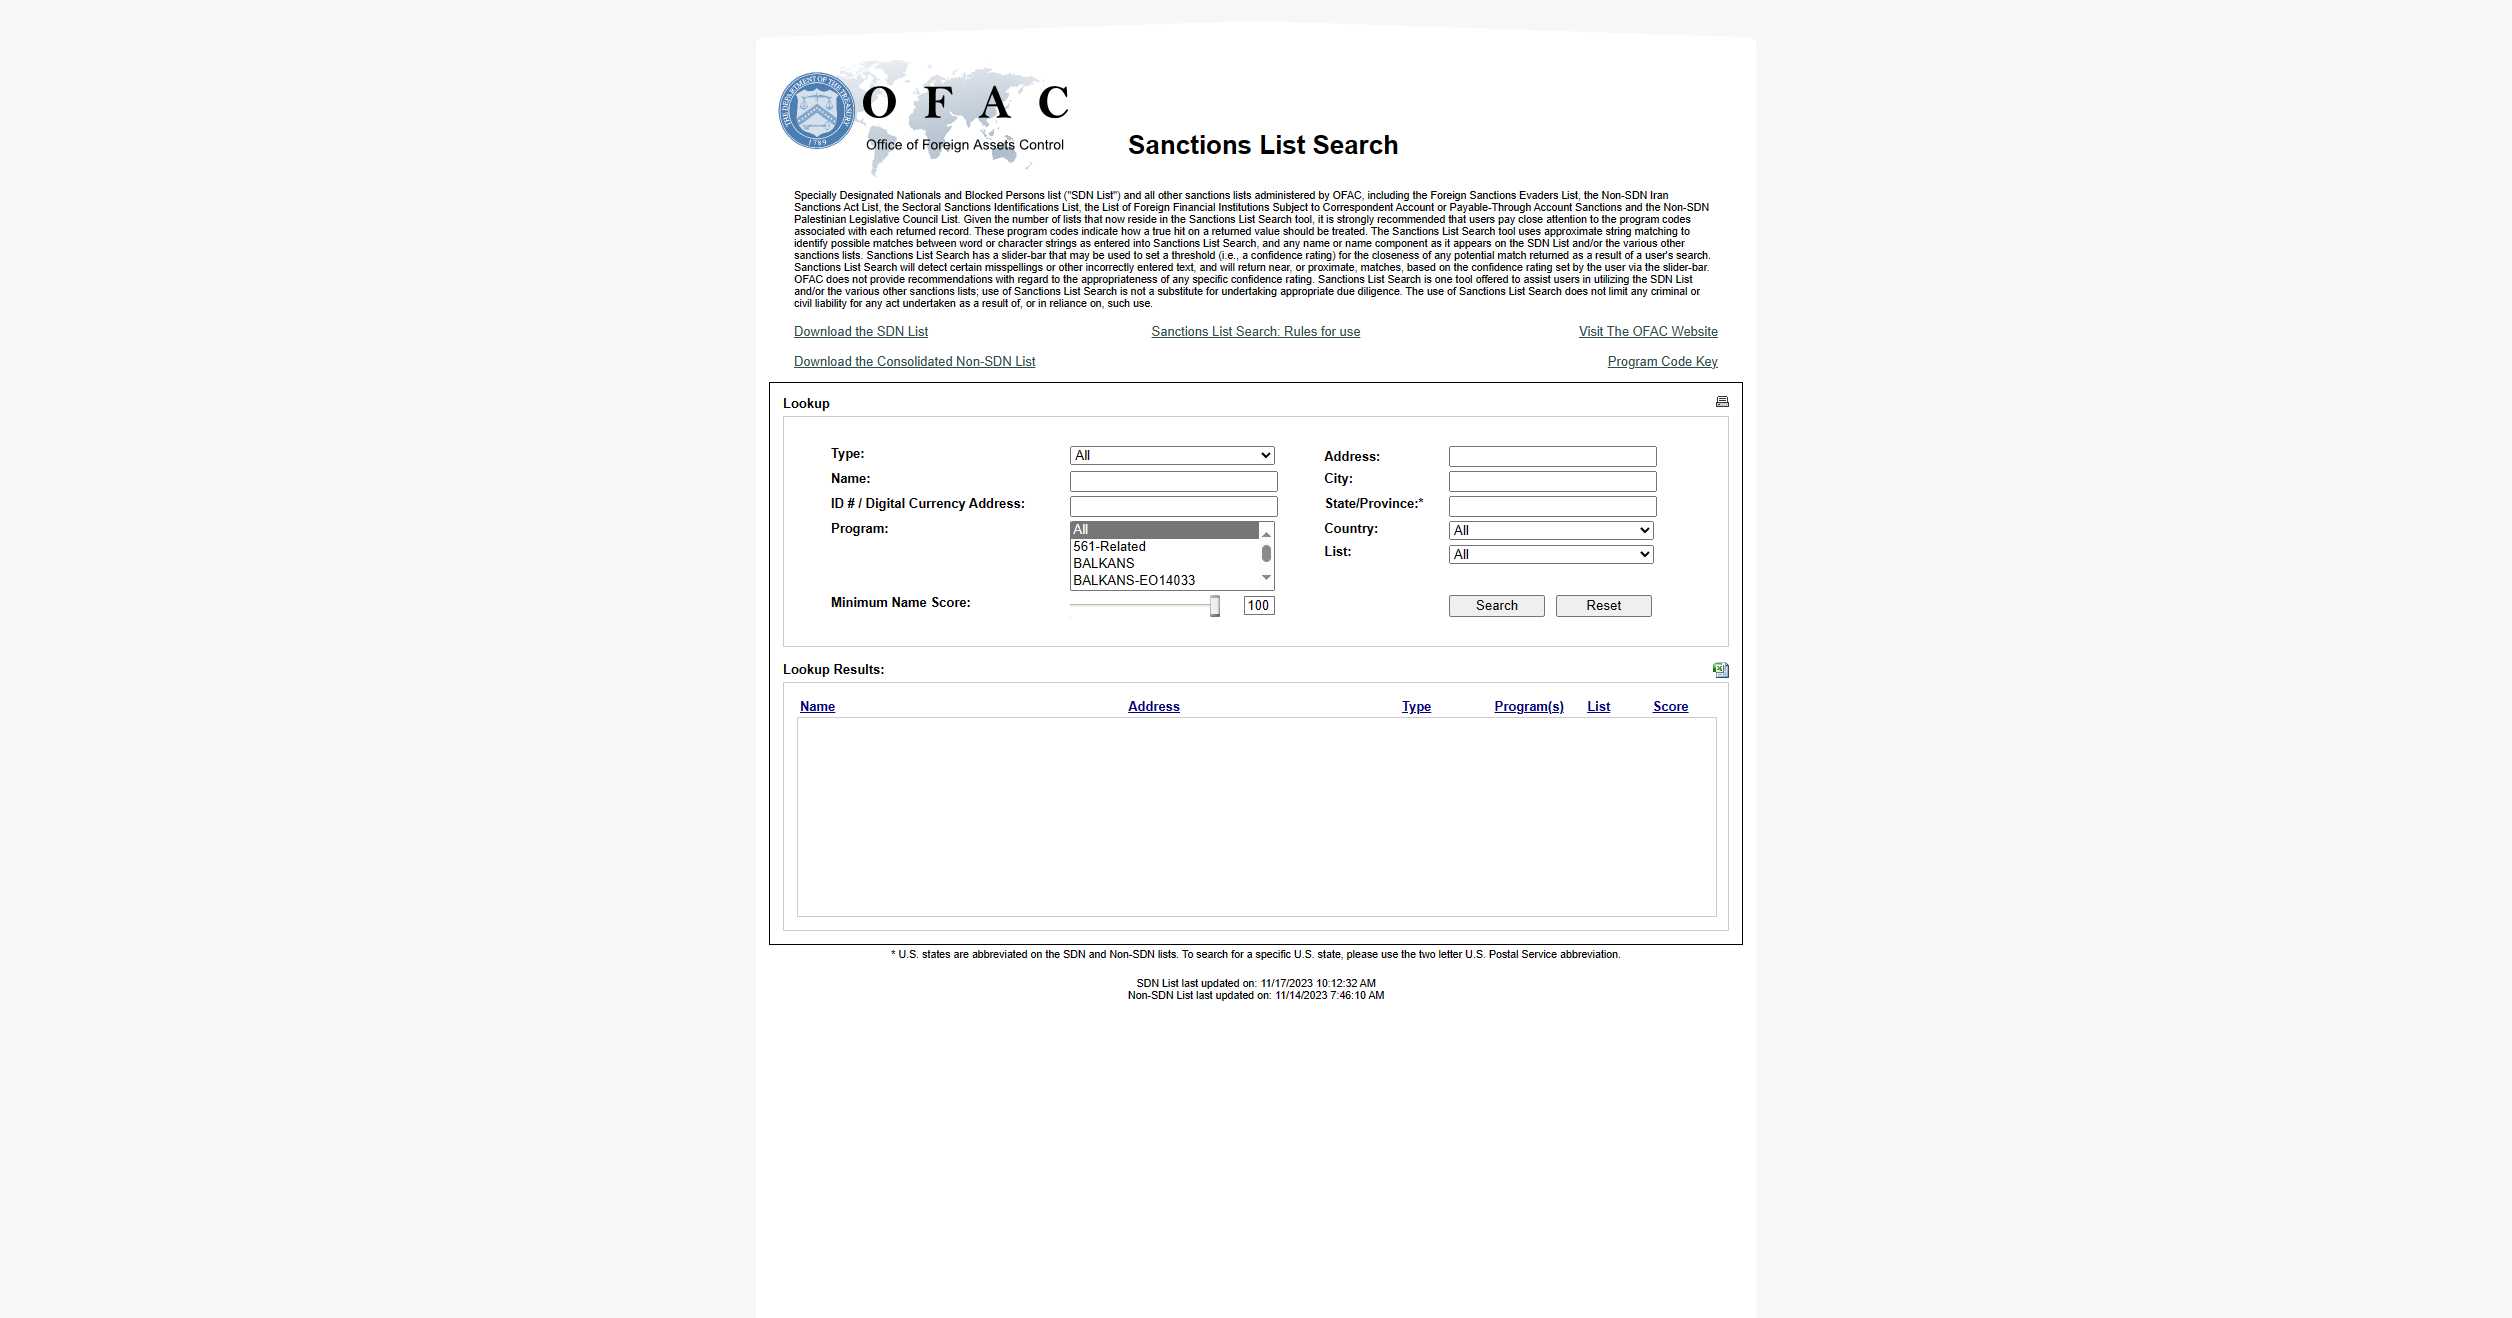 THE DEPARTMENT OF THE TREASURY
1789
O F A C
Office of Foreign Assets Control
Sanctions List Search
Specially Designated Nationals and Blocked Persons list ("SDN List") and all other sanctions lists administered by OFAC, including the Foreign Sanctions Evaders List, the Non-SDN Iran
Sanctions Act List, the Sectoral Sanctions Identifications List, the List of Foreign Financial Institutions Subject to Correspondent Account or Payable-Through Account Sanctions and the Non-SDN
Palestinian Legislative Council List. Given the number of lists that now reside in the Sanctions List Search tool, it is strongly recommended that users pay close attention to the program codes
associated with each returned record. These program codes indicate how a true hit on a returned value should be treated. The Sanctions List Search tool uses approximate string matching to
identify possible matches between word or character strings as entered into Sanctions List Search, and any name or name component as it appears on the SDN List and/or the various other
sanctions lists. Sanctions List Search has a slider-bar that may be used to set a threshold (i.e., a confidence rating) for the closeness of any potential match returned as a result of a user's search.
Sanctions List Search will detect certain misspellings or other incorrectly entered text, and will return near, or proximate, matches, based on the confidence rating set by the user via the slider-bar.
OFAC does not provide recommendations with regard to the appropriateness of any specific confidence rating. Sanctions List Search is one tool offered to assist users in utilizing the SDN List
and/or the various other sanctions lists; use of Sanctions List Search is not a substitute for undertaking appropriate due diligence. The use of Sanctions List Search does not limit any criminal or
civil liability for any act undertaken as a result of, or in reliance on, such use.
Download the SDN List Sanctions List Search: Rules for use Visit The OFAC Website
Download the Consolidated Non-SDN List Program Code Key
Lookup
Type: All Address:
Name: City:
ID # / Digital Currency Address: State/Province:*
Program: All Country: All
561-Related
List: All
BALKANS
BALKANS-EO14033
Minimum Name Score: 100 Search Reset
Lookup Results:
Name Address Type Program(s) List Score
* U.S. states are abbreviated on the SDN and Non-SDN lists. To search for a specific U.S. state, please use the two letter U.S. Postal Service abbreviation.
SDN List last updated on: 11/17/2023 10:12:32 AM
Non-SDN List last updated on: 11/14/2023 7:46:10 AM